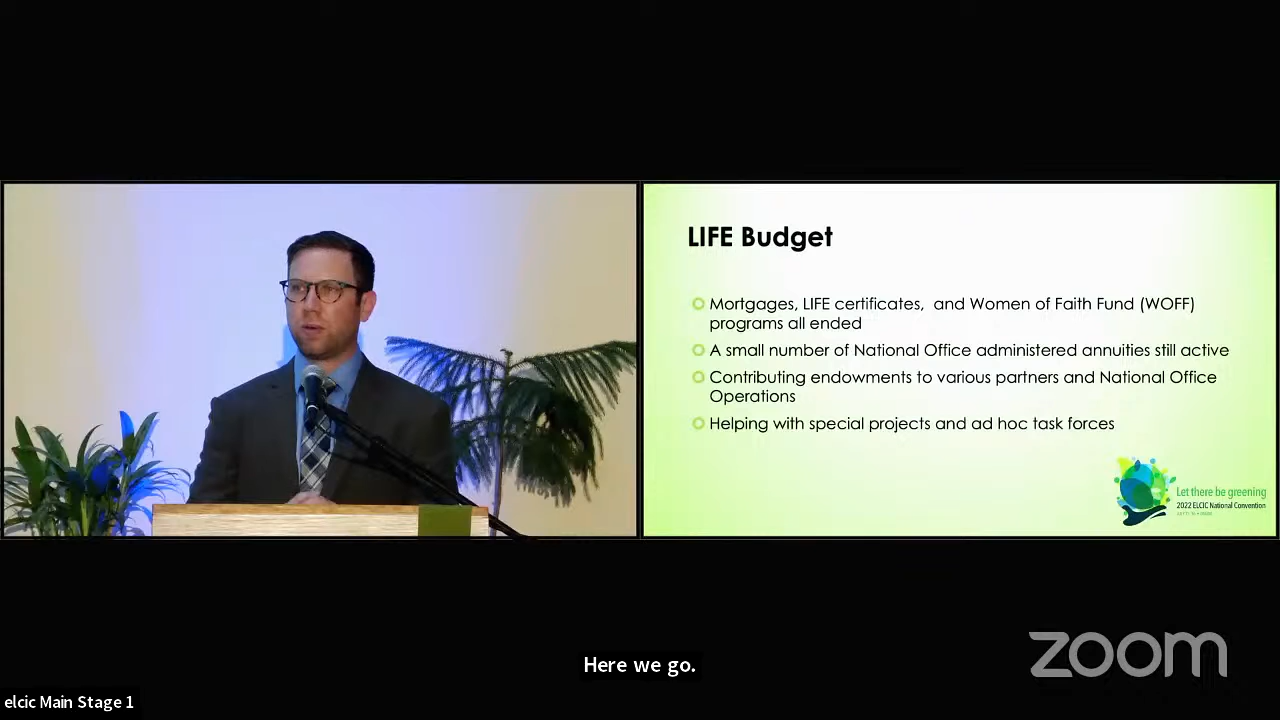 LIFE Budget
Mortgages, LIFE certificates,  and Women of Faith Fund (WOFF)
programs all ended
A small number of National Office administered annuities still active
Contributing endowments to various partners and National Office
Operations
Helping with special projects and ad hoc task forces
Let there be greening
2022 ELCIC National Convention
zoom
Here we go.
elcic Main Stage 1